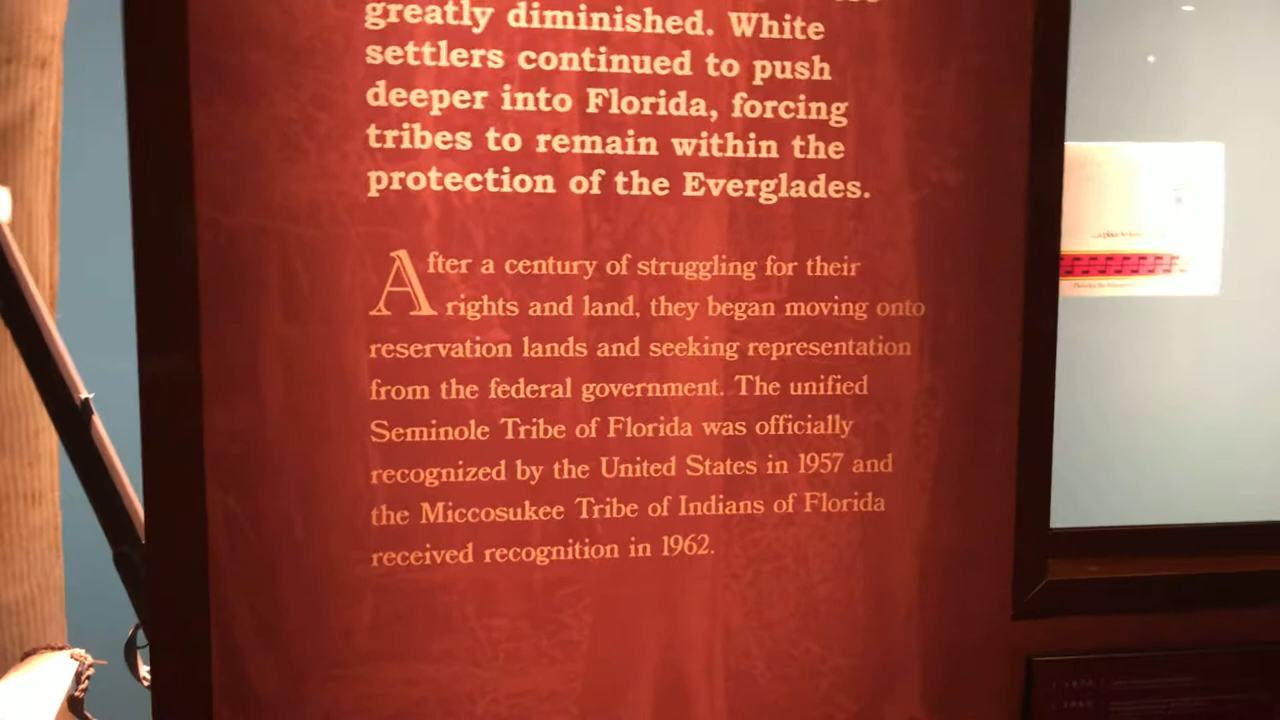 greatly diminished. White
settlers continued to push
deeper into Florida, forcing
tribes to remain within the
protection of the Everglades.
After a century of struggling for their
rights and land, they began moving onto
reservation lands and seeking representation
from the federal government. The unified
Seminole Tribe of Florida was officially
recognized by the United States in 1957 and
the Miccosukee Tribe of Indians of Florida
received recognition in 1962.